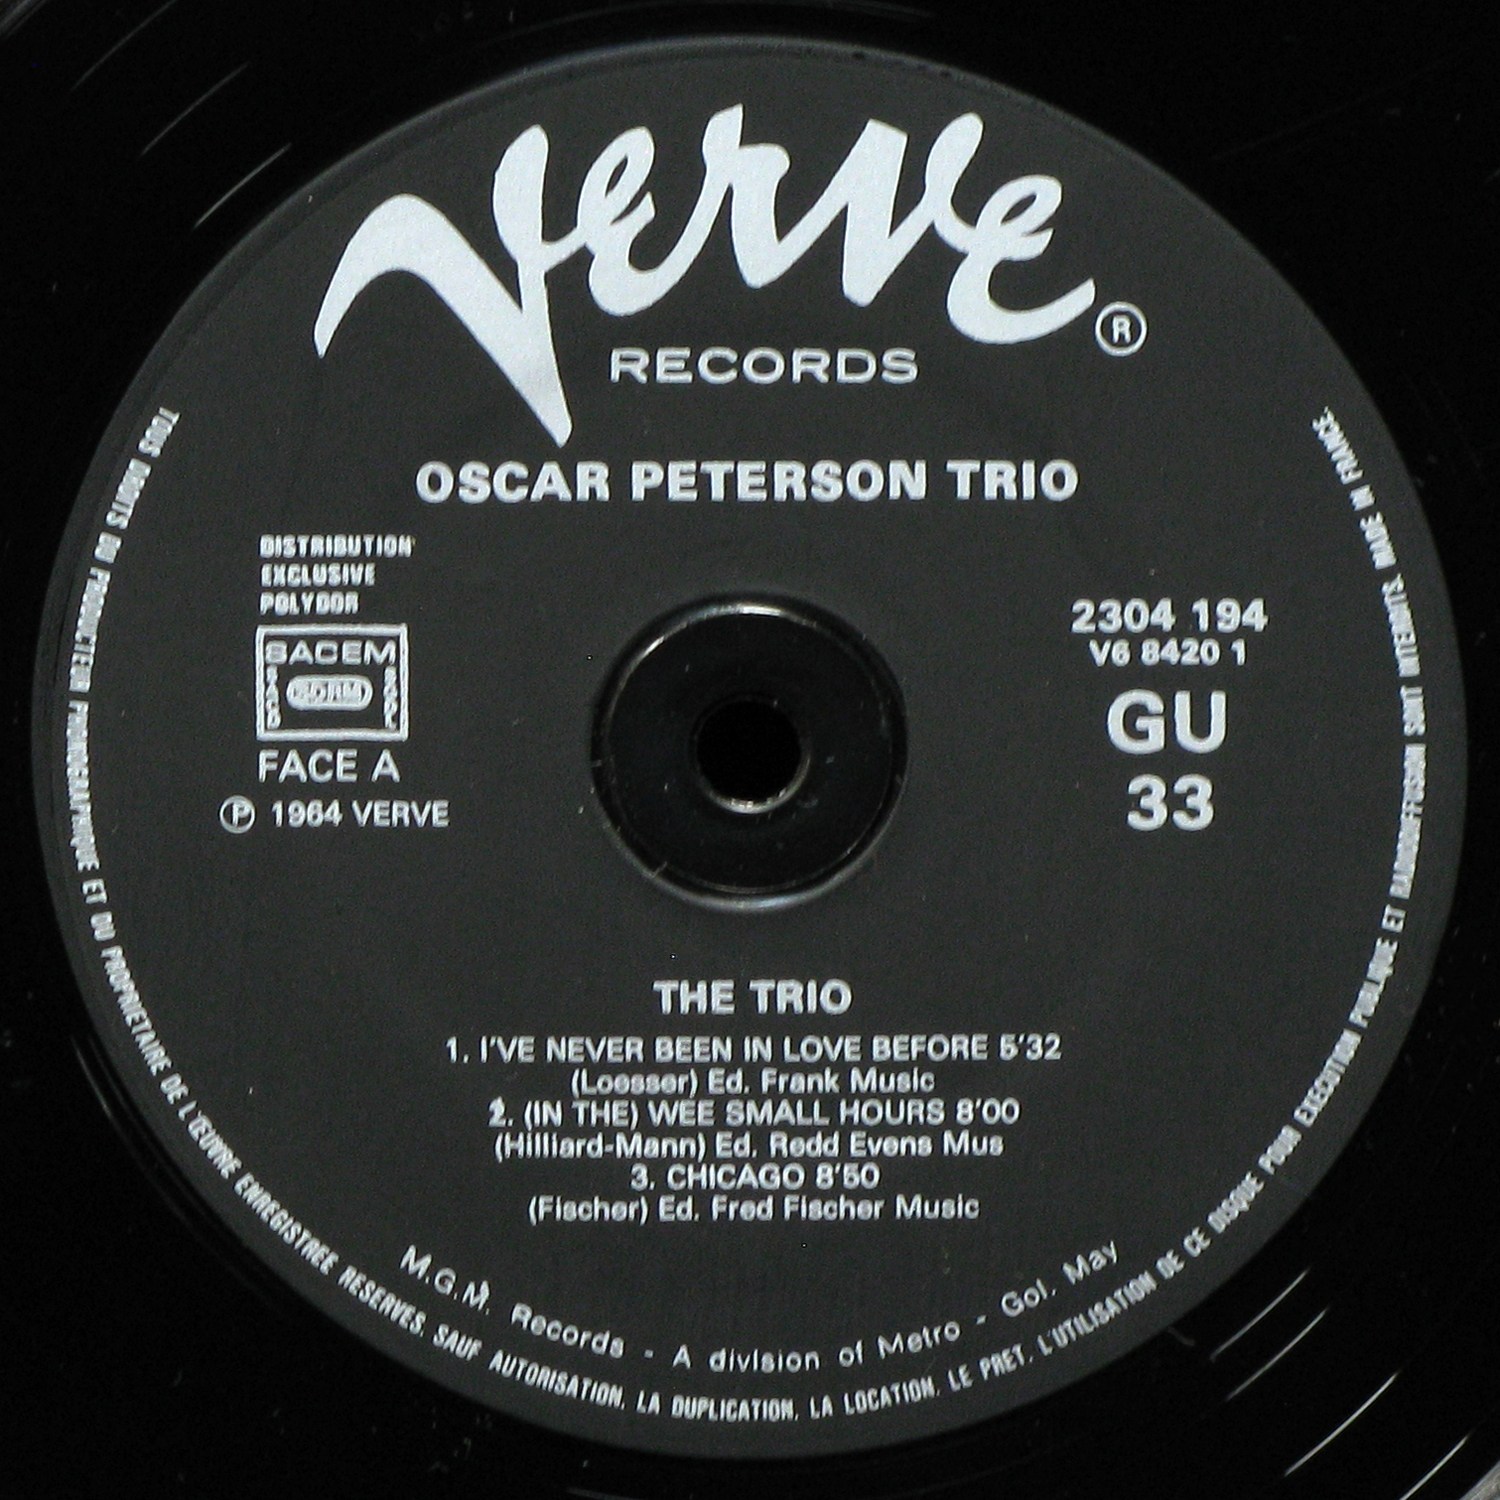 Verve
®
RECORDS
OSCAR PETERSON TRIO
DISTRIBUTION
EXCLUSIVE
POLYDOR
SACEM
SACD
SDRM
SGDL
FACE A
Ⓟ 1964 VERVE
2304 194
V6 8420 1
GU
33
THE TRIO
1. I'VE NEVER BEEN IN LOVE BEFORE 5'32
(Loesser) Ed. Frank Music
2. (IN THE) WEE SMALL HOURS 8'00
(Hilliard-Mann) Ed. Redd Evens Mus
3. CHICAGO 8'50
(Fischer) Ed. Fred Fischer Music
M.G.M. Records - A division of Metro - Gol. May
TOUS DROITS DU PRODUCTEUR PHONOGRAPHIQUE ET DU PROPRIETAIRE DE L'ŒUVRE ENREGISTREE RESERVES. SAUF AUTORISATION, LA DUPLICATION, LA LOCATION, LE PRET, L'UTILISATION DE CE DISQUE POUR EXECUTION PUBLIQUE ET RADIODIFFUSION SONT INTERDITS. MADE IN FRANCE.